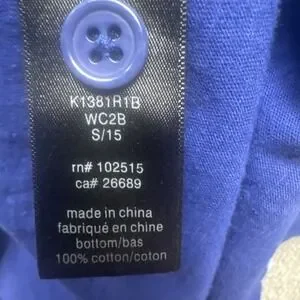 K1381R1B
WC2B
S/15
rn# 102515
ca# 26689
made in china
fabriqué en chine
bottom/bas
100% cotton/coton